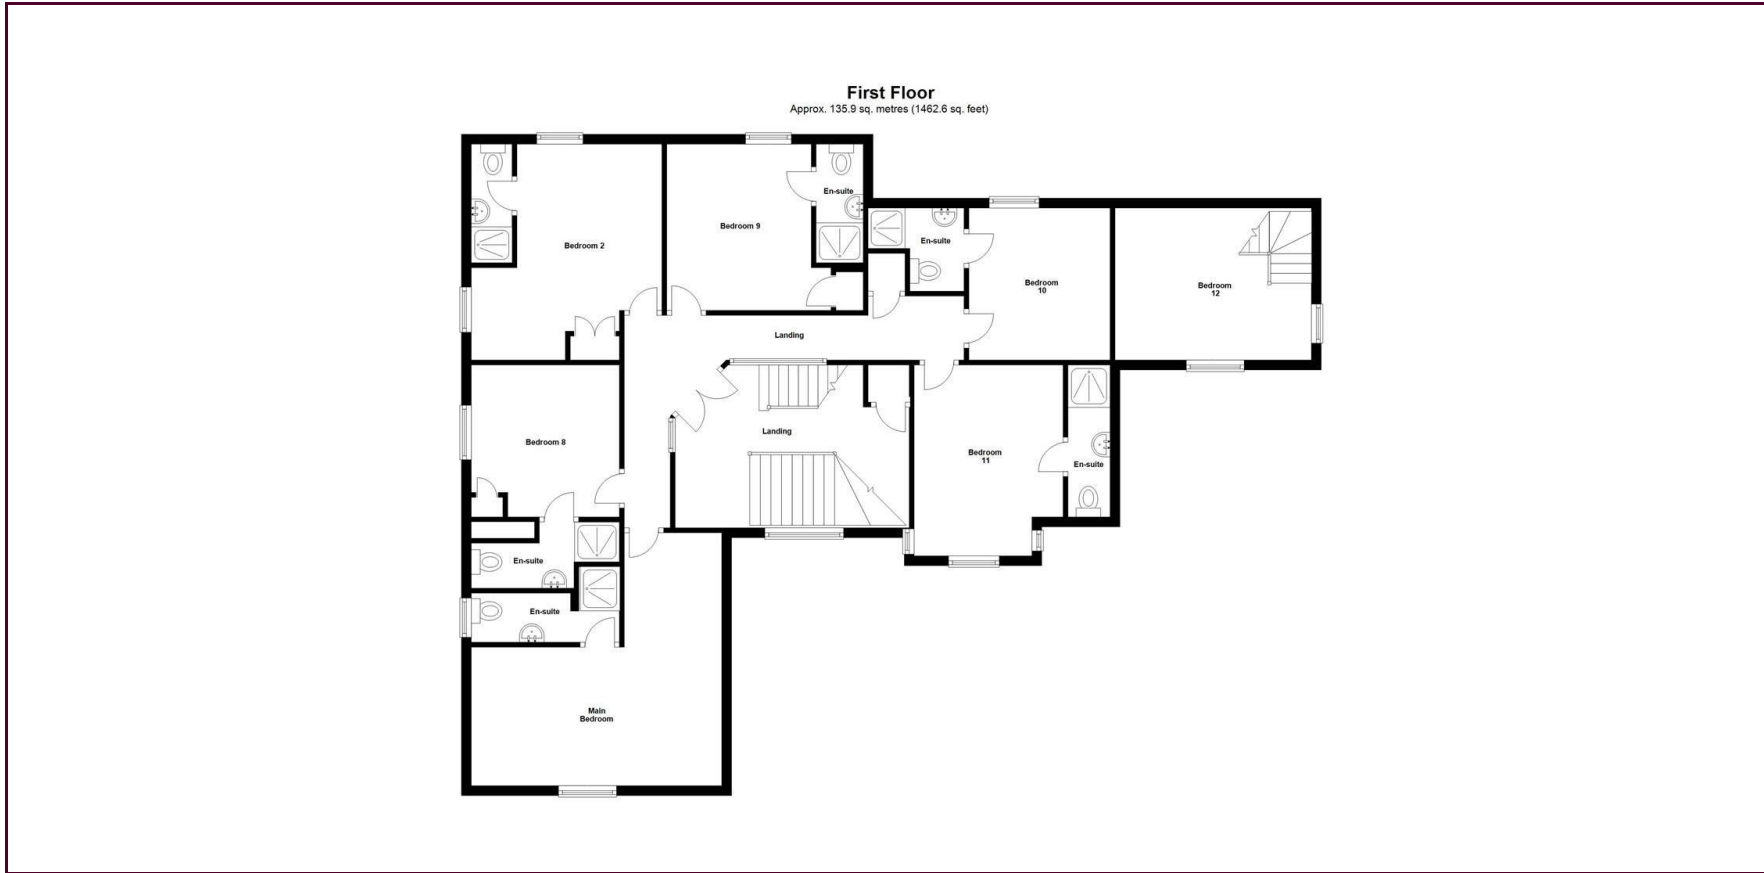 First Floor
Approx. 135.9 sq. metres (1462.6 sq. feet)
En-suite
Bedroom 9
Bedroom 2
En-suite
Bedroom
10
Bedroom
12
Landing
Landing
Bedroom 8
Bedroom
11
En-suite
En-suite
En-suite
Main
Bedroom